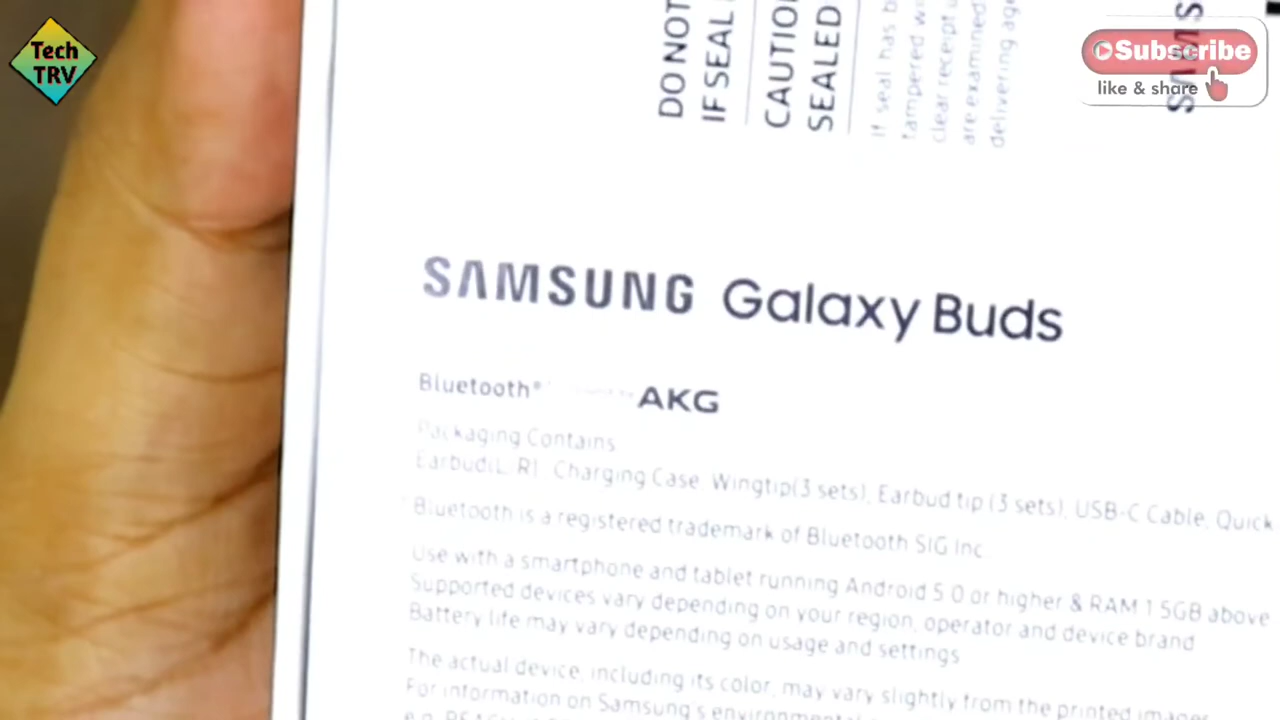 Tech
TRV
Subscribe
like & share
DO NOT
IF SEAL
CAUTIO
SEALED
If seal has b
tampered
clear receipt
are examined
delivering age
SAMS
SAMSUNG Galaxy Buds
Bluetooth® AKG
Packaging Contains
Earbud(L, R), Charging Case, Wingtip(3 sets), Earbud tip (3 sets), USB-C Cable, Quick
Bluetooth is a registered trademark of Bluetooth SIG Inc.
Use with a smartphone and tablet running Android 5.0 or higher & RAM 1.5GB above
Supported devices vary depending on your region, operator and device brand
Battery life may vary depending on usage and settings
The actual device, including its color, may vary slightly from the printed images
For information on Samsung's environmental